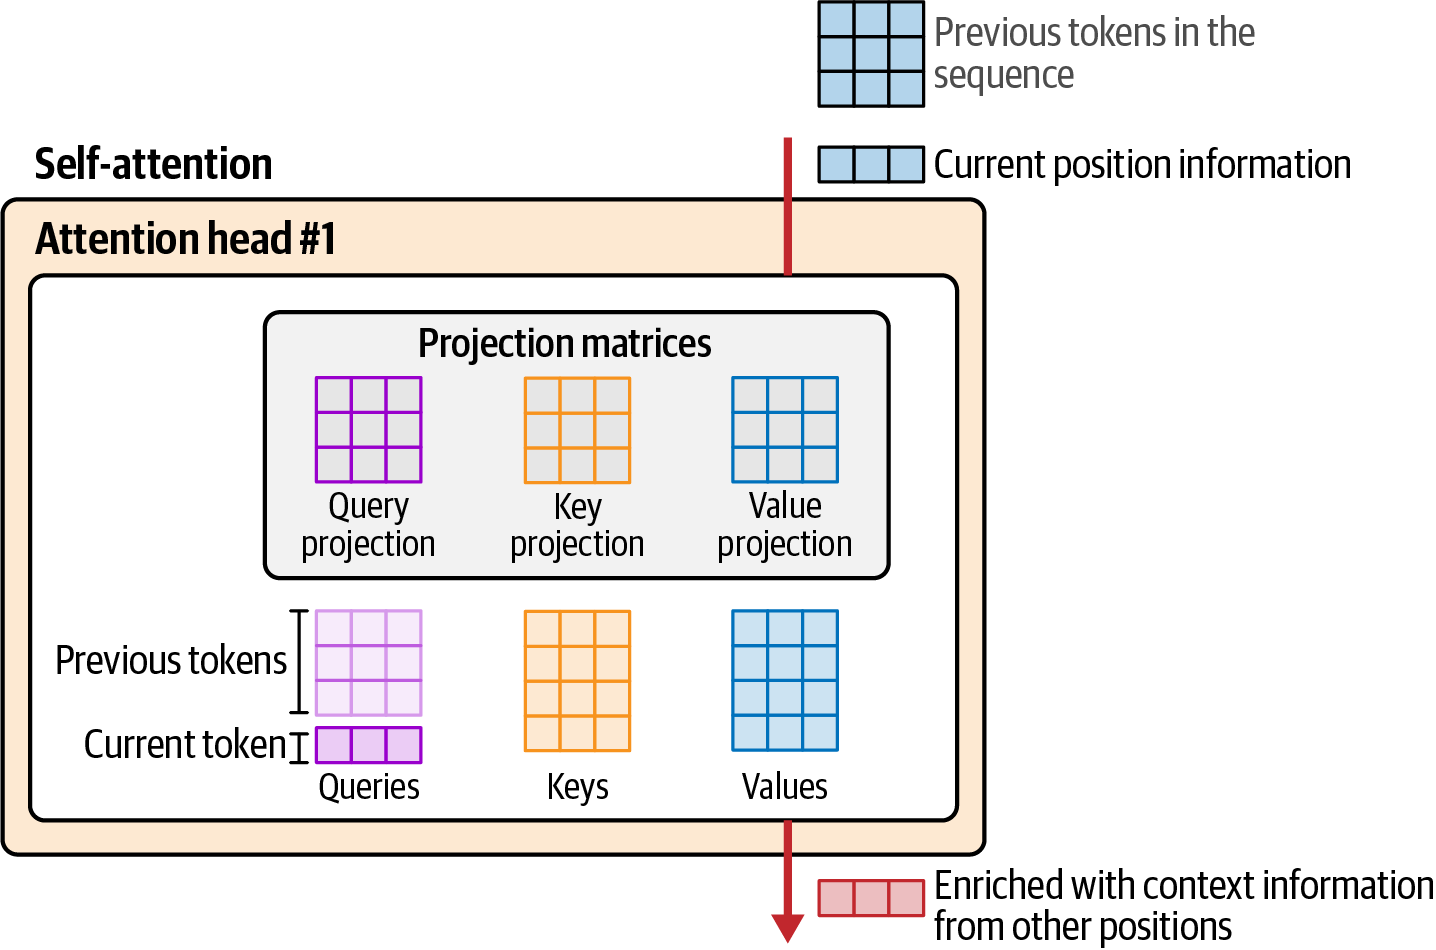 Previous tokens in the
sequence
Current position information
Self-attention
Attention head #1
Projection matrices
Query
projection
Key
projection
Value
projection
Previous tokens
Current token
Queries
Keys
Values
Enriched with context information
from other positions